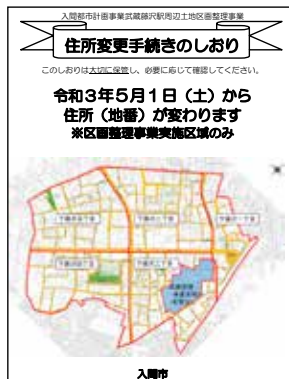 入間都市計画事業武蔵藤沢駅周辺土地区画整理事業
住所変更手続きのしおり
このしおりは大切に保管し、必要に応じて確認してください。
令和3年5月1日（土）から
住所（地番）が変わります
※区画整理事業実施区域のみ
入間市